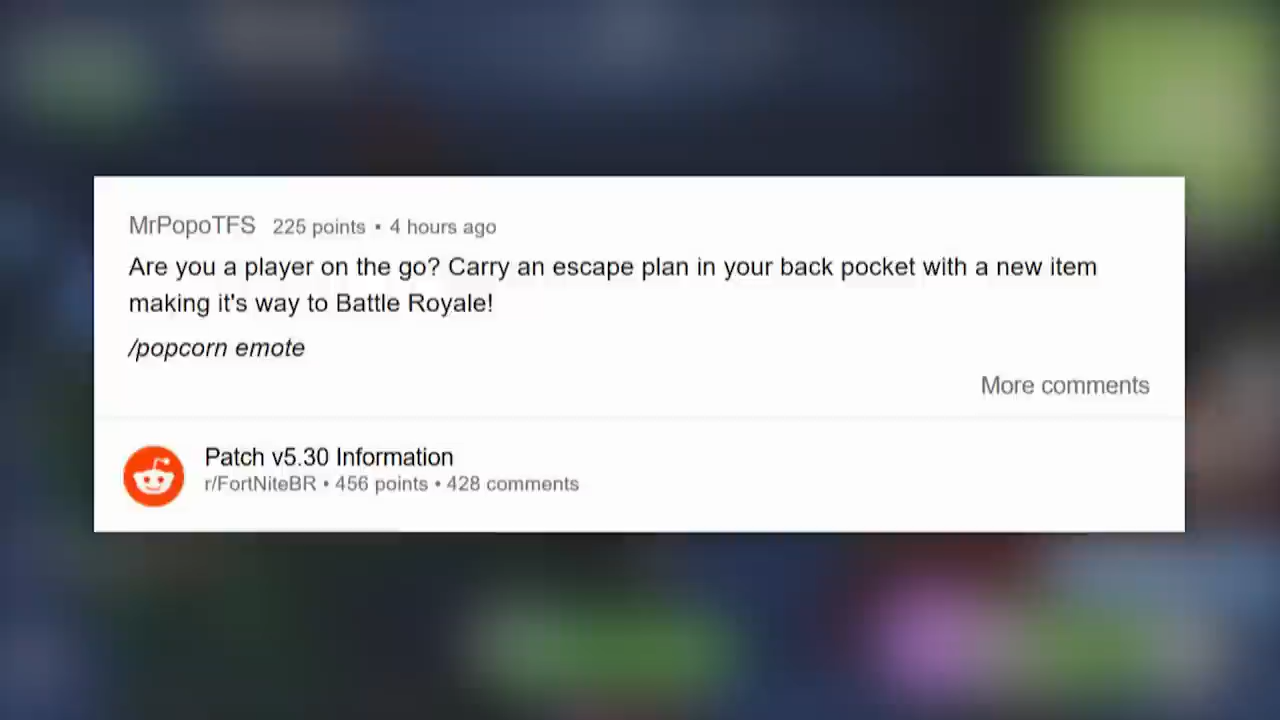 MrPopoTFS 225 points • 4 hours ago
Are you a player on the go? Carry an escape plan in your back pocket with a new item
making it's way to Battle Royale!
/popcorn emote
More comments
Patch v5.30 Information
r/FortNiteBR • 456 points • 428 comments